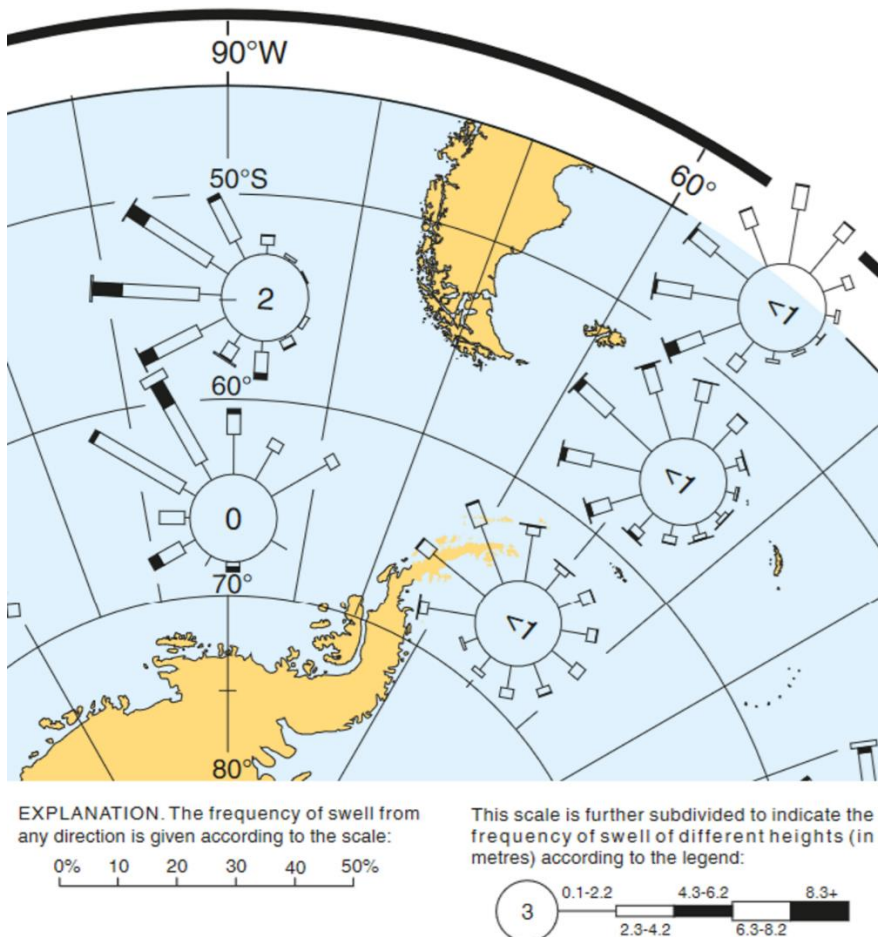 90°W
50°S
60°
2
<1
60°
<1
0
<1
70°
80°
EXPLANATION. The frequency of swell from
any direction is given according to the scale:
0% 10 20 30 40 50%
This scale is further subdivided to indicate the
frequency of swell of different heights (in
metres) according to the legend:
0.1-2.2 4.3-6.2 8.3+
3
2.3-4.2 6.3-8.2